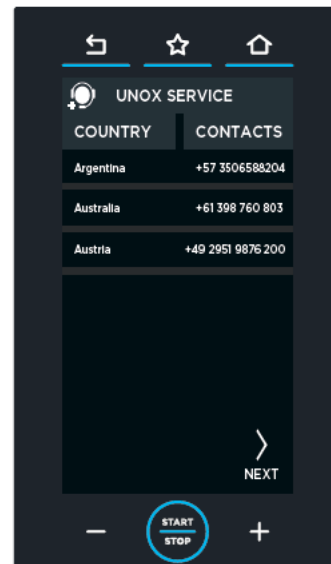 UNOX SERVICE
COUNTRY CONTACTS
Argentina +57 3506588204
Australia +61 398 760 803
Austria +49 2951 9876 200
NEXT
START
STOP